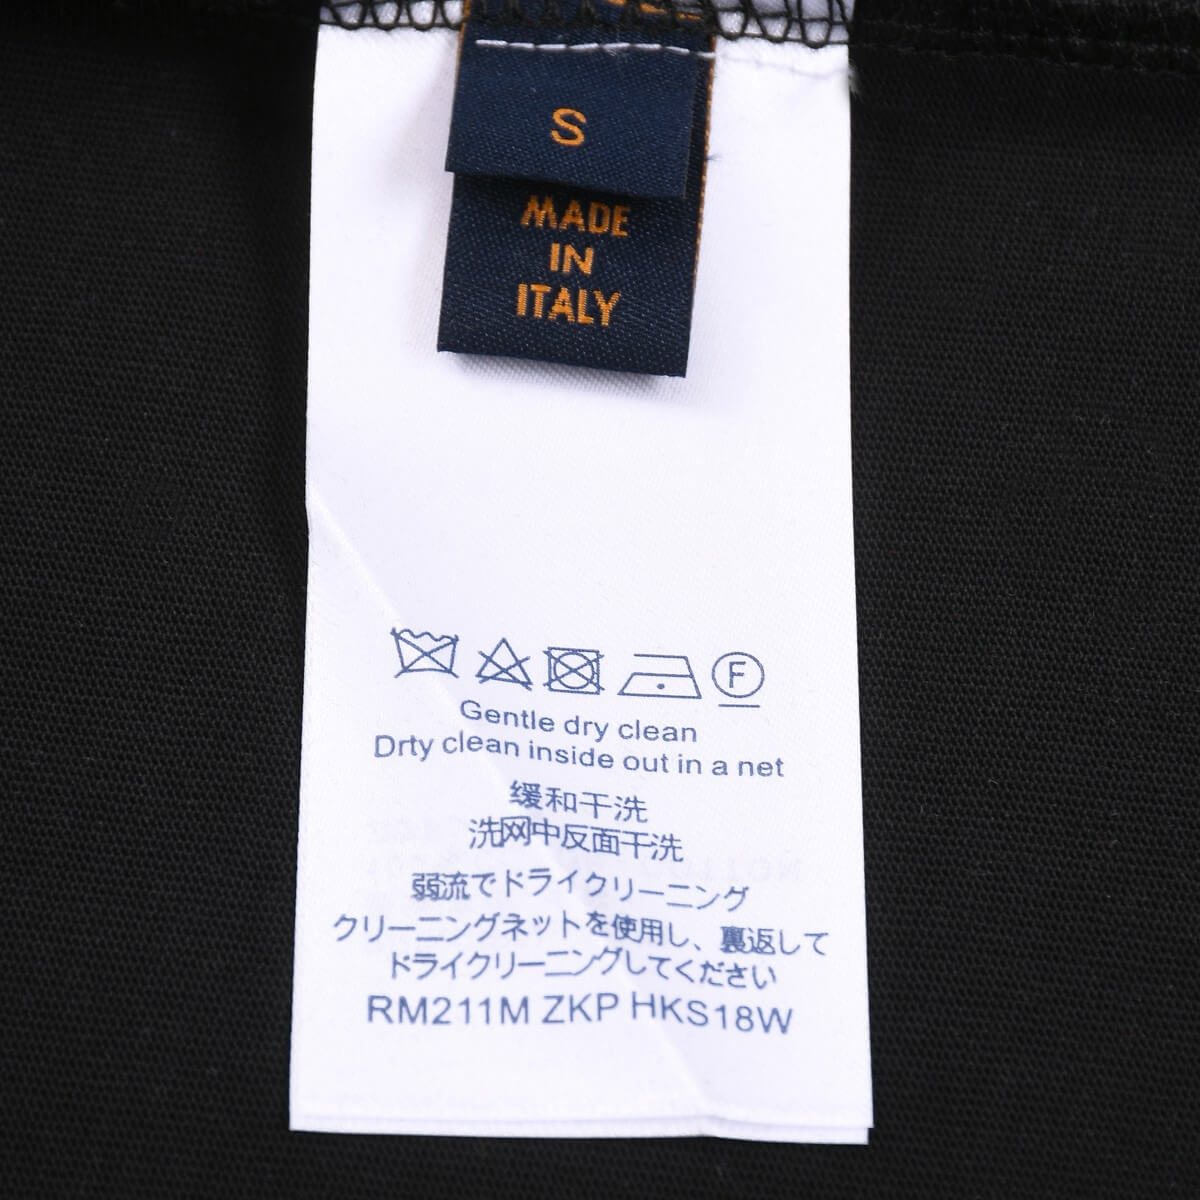 S
MADE
IN
ITALY
F
Gentle dry clean
Drty clean inside out in a net
缓和干洗
洗网中反面干洗
弱流でドライクリーニング
クリーニングネットを使用し、裏返して
ドライクリーニングしてください
RM211M ZKP HKS18W